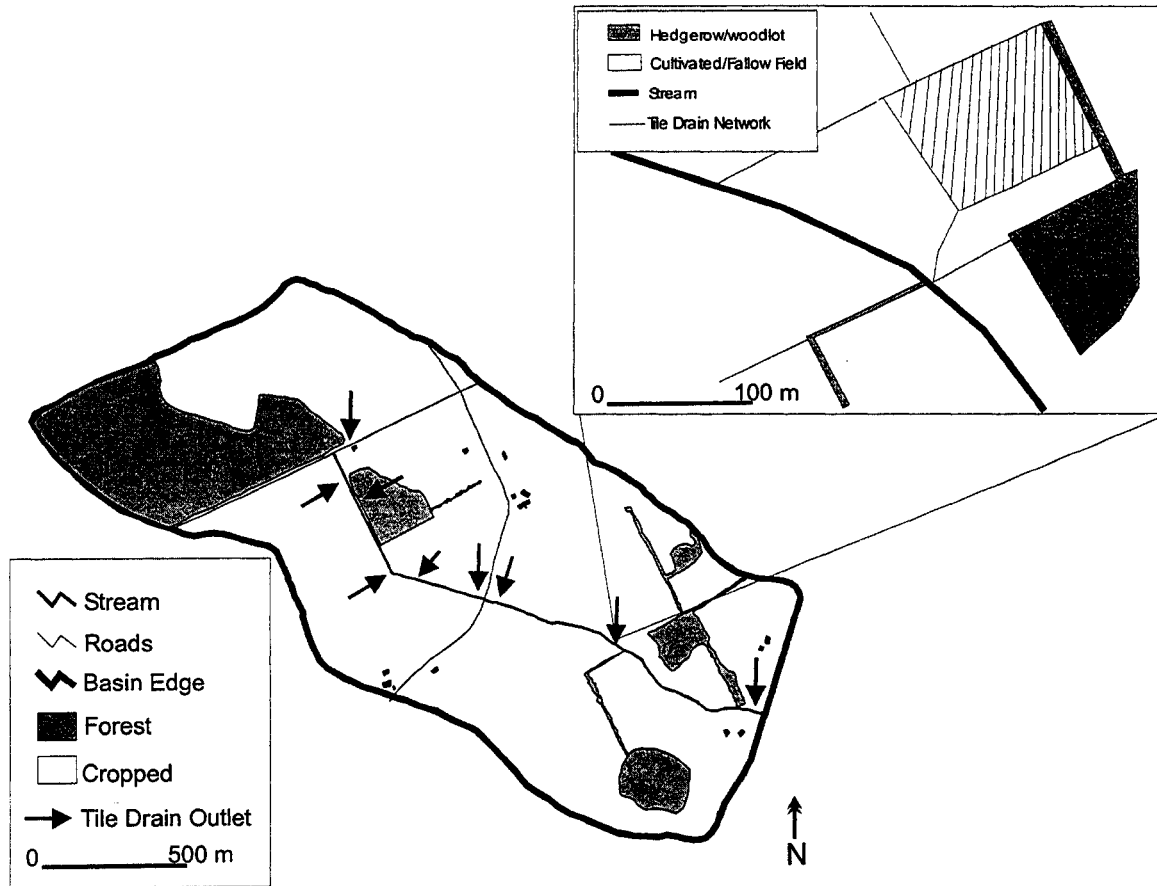 Hedgerow/woodlot
Cultivated/Fallow Field
Stream
Tile Drain Network
0 100 m
Stream
Roads
Basin Edge
Forest
Cropped
Tile Drain Outlet
0 500 m
N